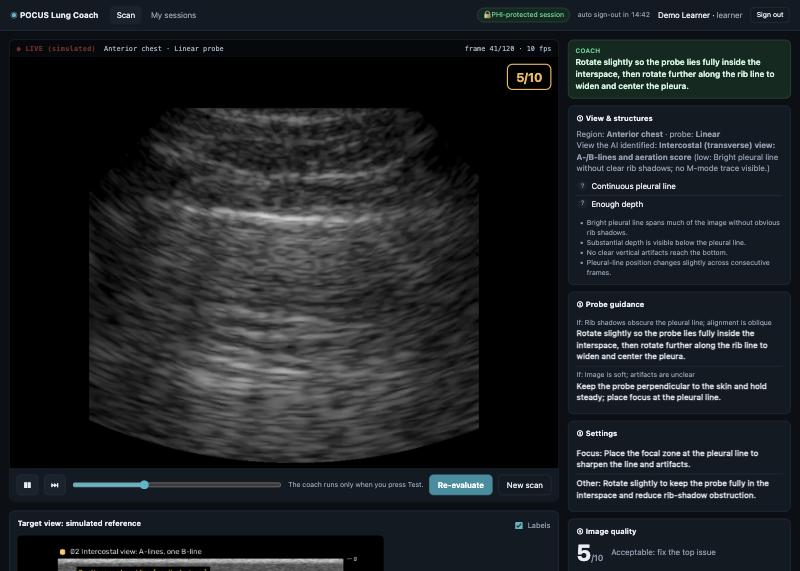 POCUS Lung Coach Scan My sessions PHI-protected session auto sign-out in 14:42 Demo Learner · learner Sign out
● LIVE (simulated) Anterior chest · Linear probe frame 41/120 · 10 fps
5/10
The coach runs only when you press Test. Re-evaluate New scan
Target view: simulated reference Labels
02 Intercostal view: A-lines, one B-line
0
COACH
Rotate slightly so the probe lies fully inside the
interspace, then rotate further along the rib line to
widen and center the pleura.
① View & structures
Region: Anterior chest · probe: Linear
View the AI identified: Intercostal (transverse) view:
A-/B-lines and aeration score (low: Bright pleural line
without clear rib shadows; no M-mode trace visible.)
? Continuous pleural line
? Enough depth
• Bright pleural line spans much of the image without obvious
rib shadows.
• Substantial depth is visible below the pleural line.
• No clear vertical artifacts reach the bottom.
• Pleural-line position changes slightly across consecutive
frames.
Probe guidance
If: Rib shadows obscure the pleural line; alignment is oblique
Rotate slightly so the probe lies fully inside the
interspace, then rotate further along the rib line to
widen and center the pleura.
If: Image is soft; artifacts are unclear
Keep the probe perpendicular to the skin and hold
steady; place focus at the pleural line.
Settings
Focus: Place the focal zone at the pleural line to
sharpen the line and artifacts.
Other: Rotate slightly to keep the probe fully in the
interspace and reduce rib-shadow obstruction.
Image quality
5/10 Acceptable: fix the top issue